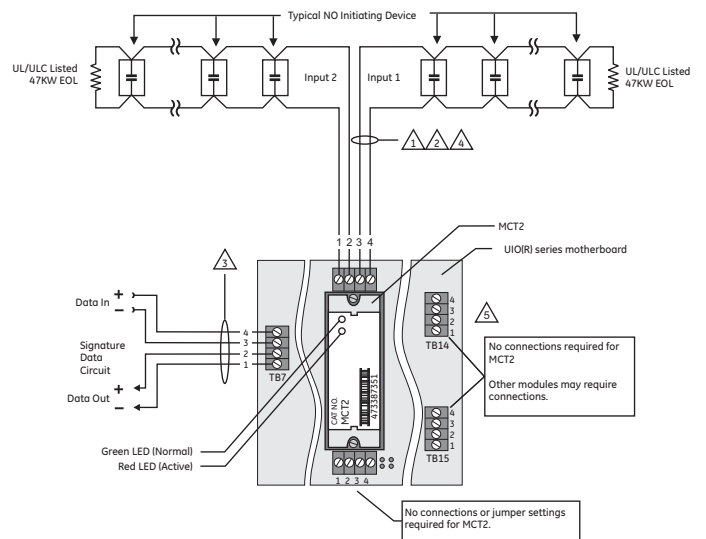 Typical NO Initiating Device
UL/ULC Listed
47KW EOL
Input 2
Input 1
UL/ULC Listed
47KW EOL
1 2 4
1 2 3 4
MCT2
UIO(R) series motherboard
3
Data In
+
−
Signature
Data
Circuit
Data Out
+
−
4
3
2
1
TB7
CAT NO.
MCT2
473387351
4
3
2
1
TB14
5
No connections required for
MCT2
Other modules may require
connections.
4
3
2
1
TB15
Green LED (Normal)
Red LED (Active)
1 2 3 4
No connections or jumper settings
required for MCT2.